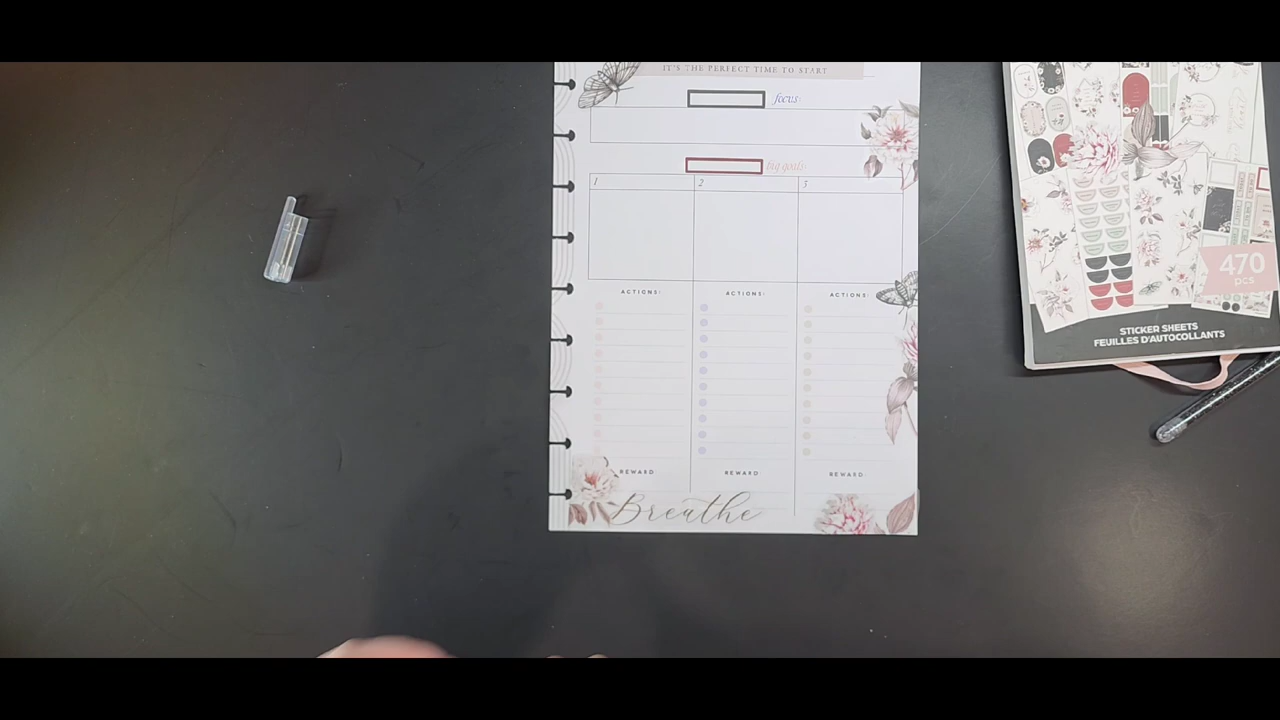 IT'S THE PERFECT TIME TO START
focus:
big goals:
1 2 3
ACTIONS: ACTIONS: ACTIONS:
REWARD: REWARD: REWARD:
Breathe
470
pcs
STICKER SHEETS
FEUILLES D'AUTOCOLLANTS